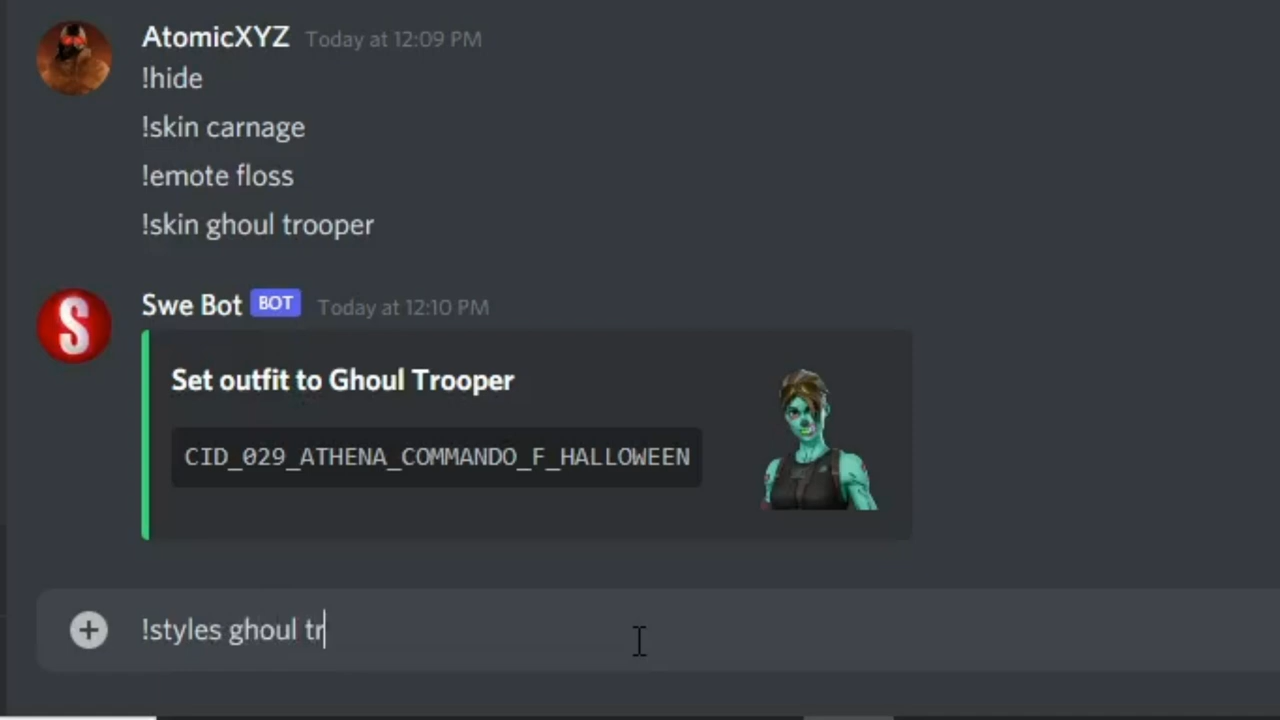 AtomicXYZ Today at 12:09 PM
!hide
!skin carnage
!emote floss
!skin ghoul trooper
S
Swe Bot BOT Today at 12:10 PM
Set outfit to Ghoul Trooper
CID_029_ATHENA_COMMANDO_F_HALLOWEEN
!styles ghoul tr